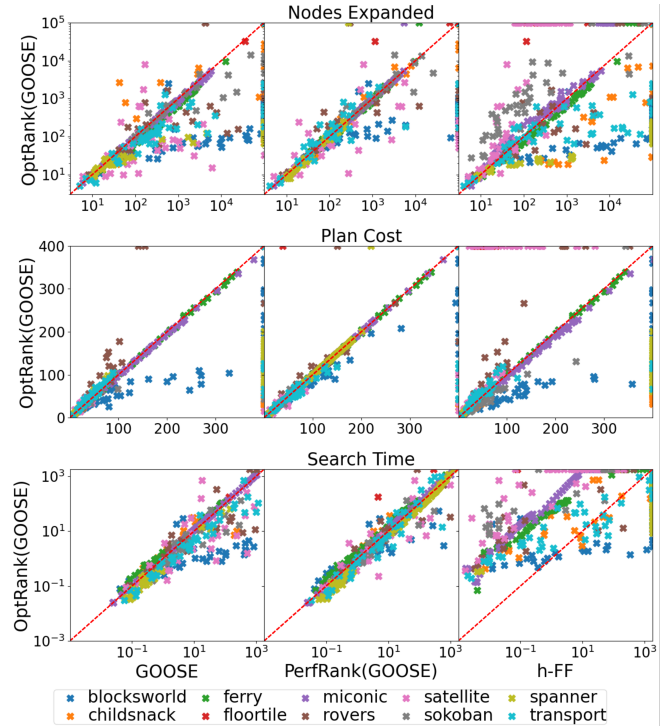 Nodes Expanded
OptRank(GOOSE)
10^5
10^4
10^3
10^2
10^1
10^1 10^2 10^3 10^4 10^1 10^2 10^3 10^4 10^1 10^2 10^3 10^4
Plan Cost
OptRank(GOOSE)
400
300
200
100
0
100 200 300 100 200 300 100 200 300
Search Time
OptRank(GOOSE)
10^3
10^1
10^-1
10^-3
10^-1 10^1 10^3 10^-1 10^1 10^3 10^-1 10^1 10^3
GOOSE PerfRank(GOOSE) h-FF
blocksworld ferry miconic satellite spanner
childsnack floortile rovers sokoban transport